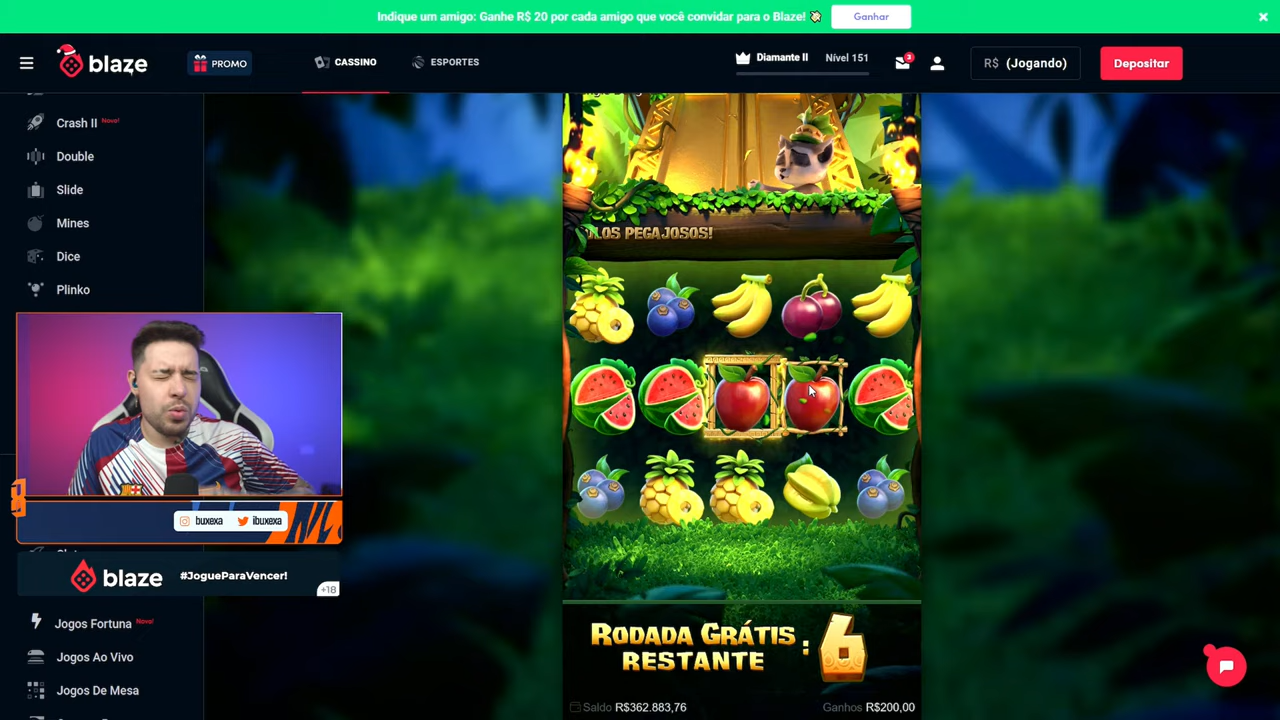 Indique um amigo: Ganhe R$ 20 por cada amigo que você convidar para o Blaze!
Ganhar
blaze
PROMO
CASSINO
ESPORTES
Diamante II
Nível 151
3
R$ (Jogando)
Depositar
Crash II Novo!
Double
Slide
Mines
Dice
Plinko
PEGAJOSOS!
buxexa
ibuxexa
blaze
#JogueParaVencer!
+18
Jogos Fortuna Novo!
Jogos Ao Vivo
Jogos De Mesa
RODADA GRÁTIS
RESTANTE : 6
Saldo R$362.883,76
Ganhos R$200,00